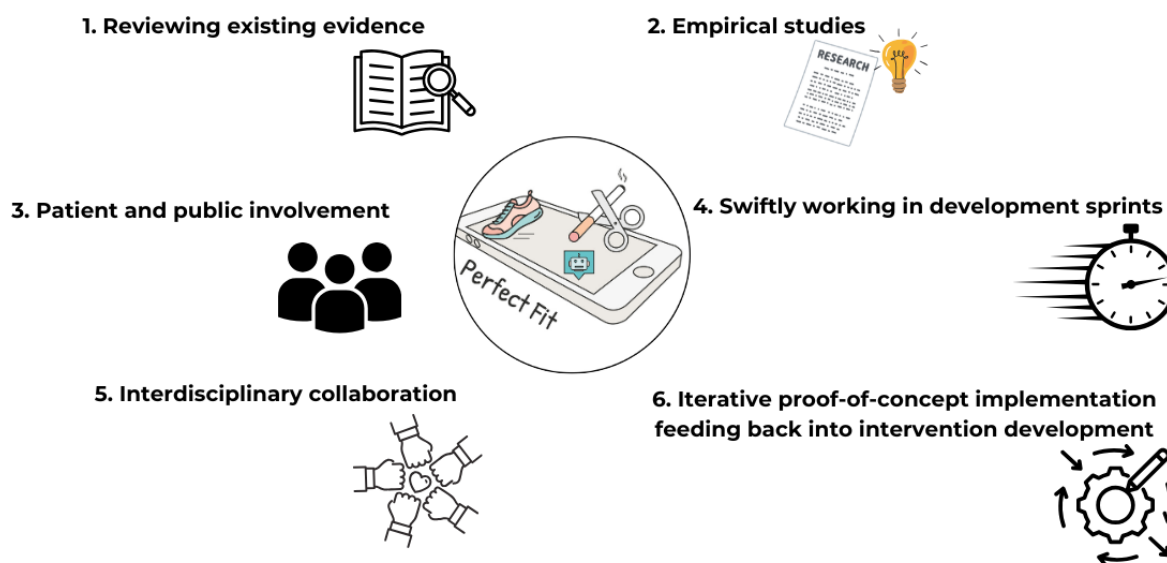 1. Reviewing existing evidence
2. Empirical studies
RESEARCH
3. Patient and public involvement
4. Swiftly working in development sprints
Perfect Fit
5. Interdisciplinary collaboration
6. Iterative proof-of-concept implementation
feeding back into intervention development